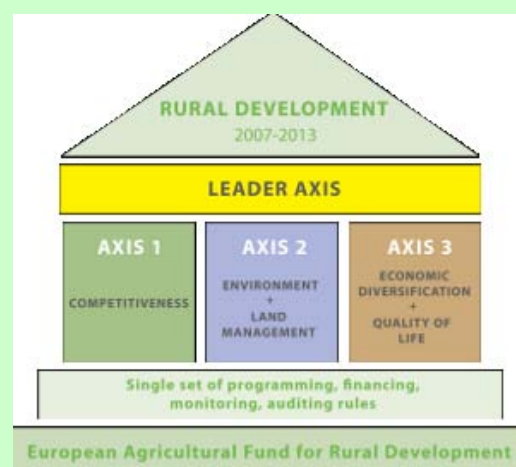 RURAL DEVELOPMENT
2007-2013
LEADER AXIS
AXIS 1
COMPETITIVENESS
AXIS 2
ENVIRONMENT
+
LAND
MANAGEMENT
AXIS 3
ECONOMIC
DIVERSIFICATION
+
QUALITY OF
LIFE
Single set of programming, financing,
monitoring, auditing rules
European Agricultural Fund for Rural Development